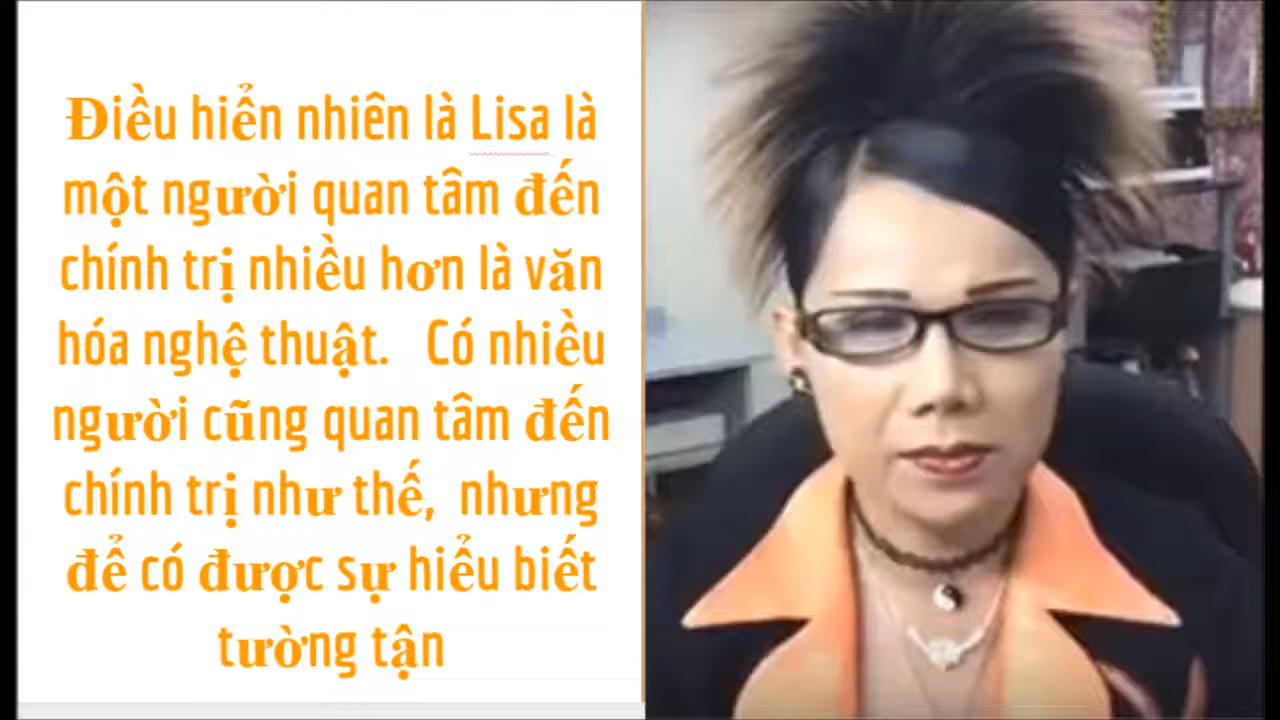 Điều hiển nhiên là Lisa là
một người quan tâm đến
chính trị nhiều hơn là văn
hóa nghệ thuật. Có nhiều
người cũng quan tâm đến
chính trị như thế, nhưng
để có được sự hiểu biết
tường tận